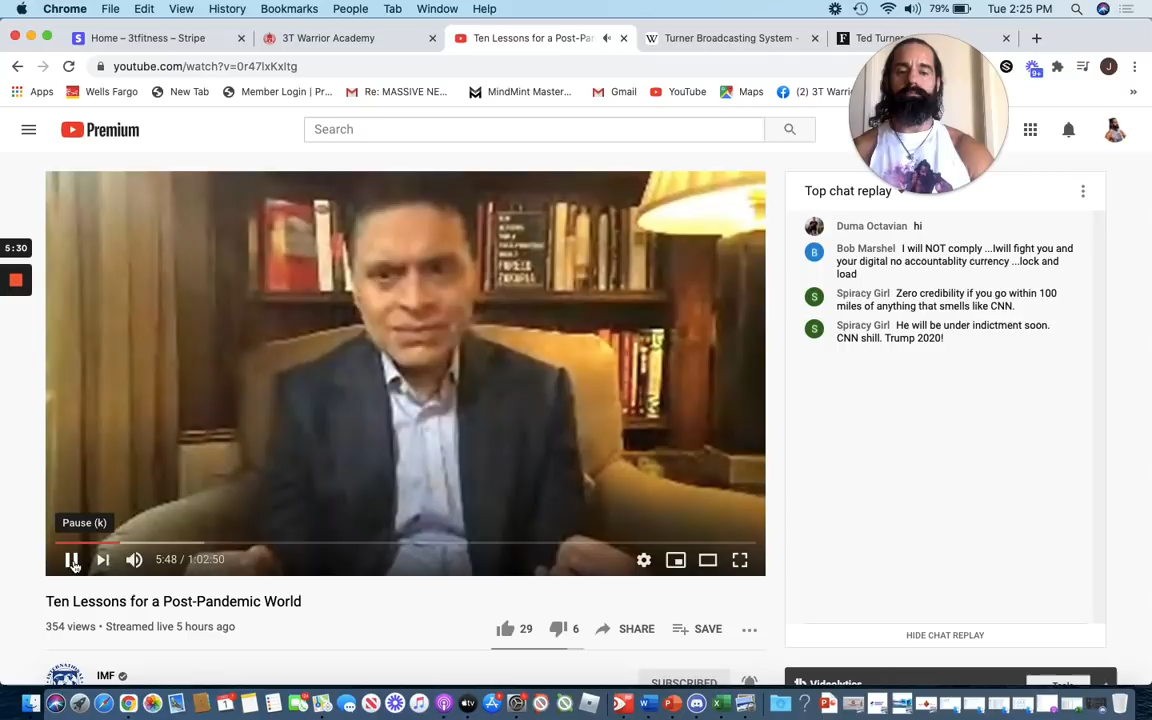 Chrome File Edit View History Bookmarks People Tab Window Help 79% Tue 2:25 PM
Home – 3tfitness – Stripe 3T Warrior Academy Ten Lessons for a Post-Pan Turner Broadcasting System - Ted Turner
youtube.com/watch?v=0r47lxKxltg
Apps Wells Fargo New Tab Member Login | Pr... Re: MASSIVE NE... MindMint Master... Gmail YouTube Maps (2) 3T Warri
Premium
Search
Top chat replay
Duma Octavian hi
Bob Marshel I will NOT comply ...Iwill fight you and
your digital no accountablity currency ...lock and
load
Spiracy Girl Zero credibility if you go within 100
miles of anything that smells like CNN.
Spiracy Girl He will be under indictment soon.
CNN shill. Trump 2020!
5:30
Pause (k)
5:48 / 1:02:50
Ten Lessons for a Post-Pandemic World
354 views • Streamed live 5 hours ago
29 6 SHARE SAVE
HIDE CHAT REPLAY
IMF
SUBSCRIBED
Videolytics